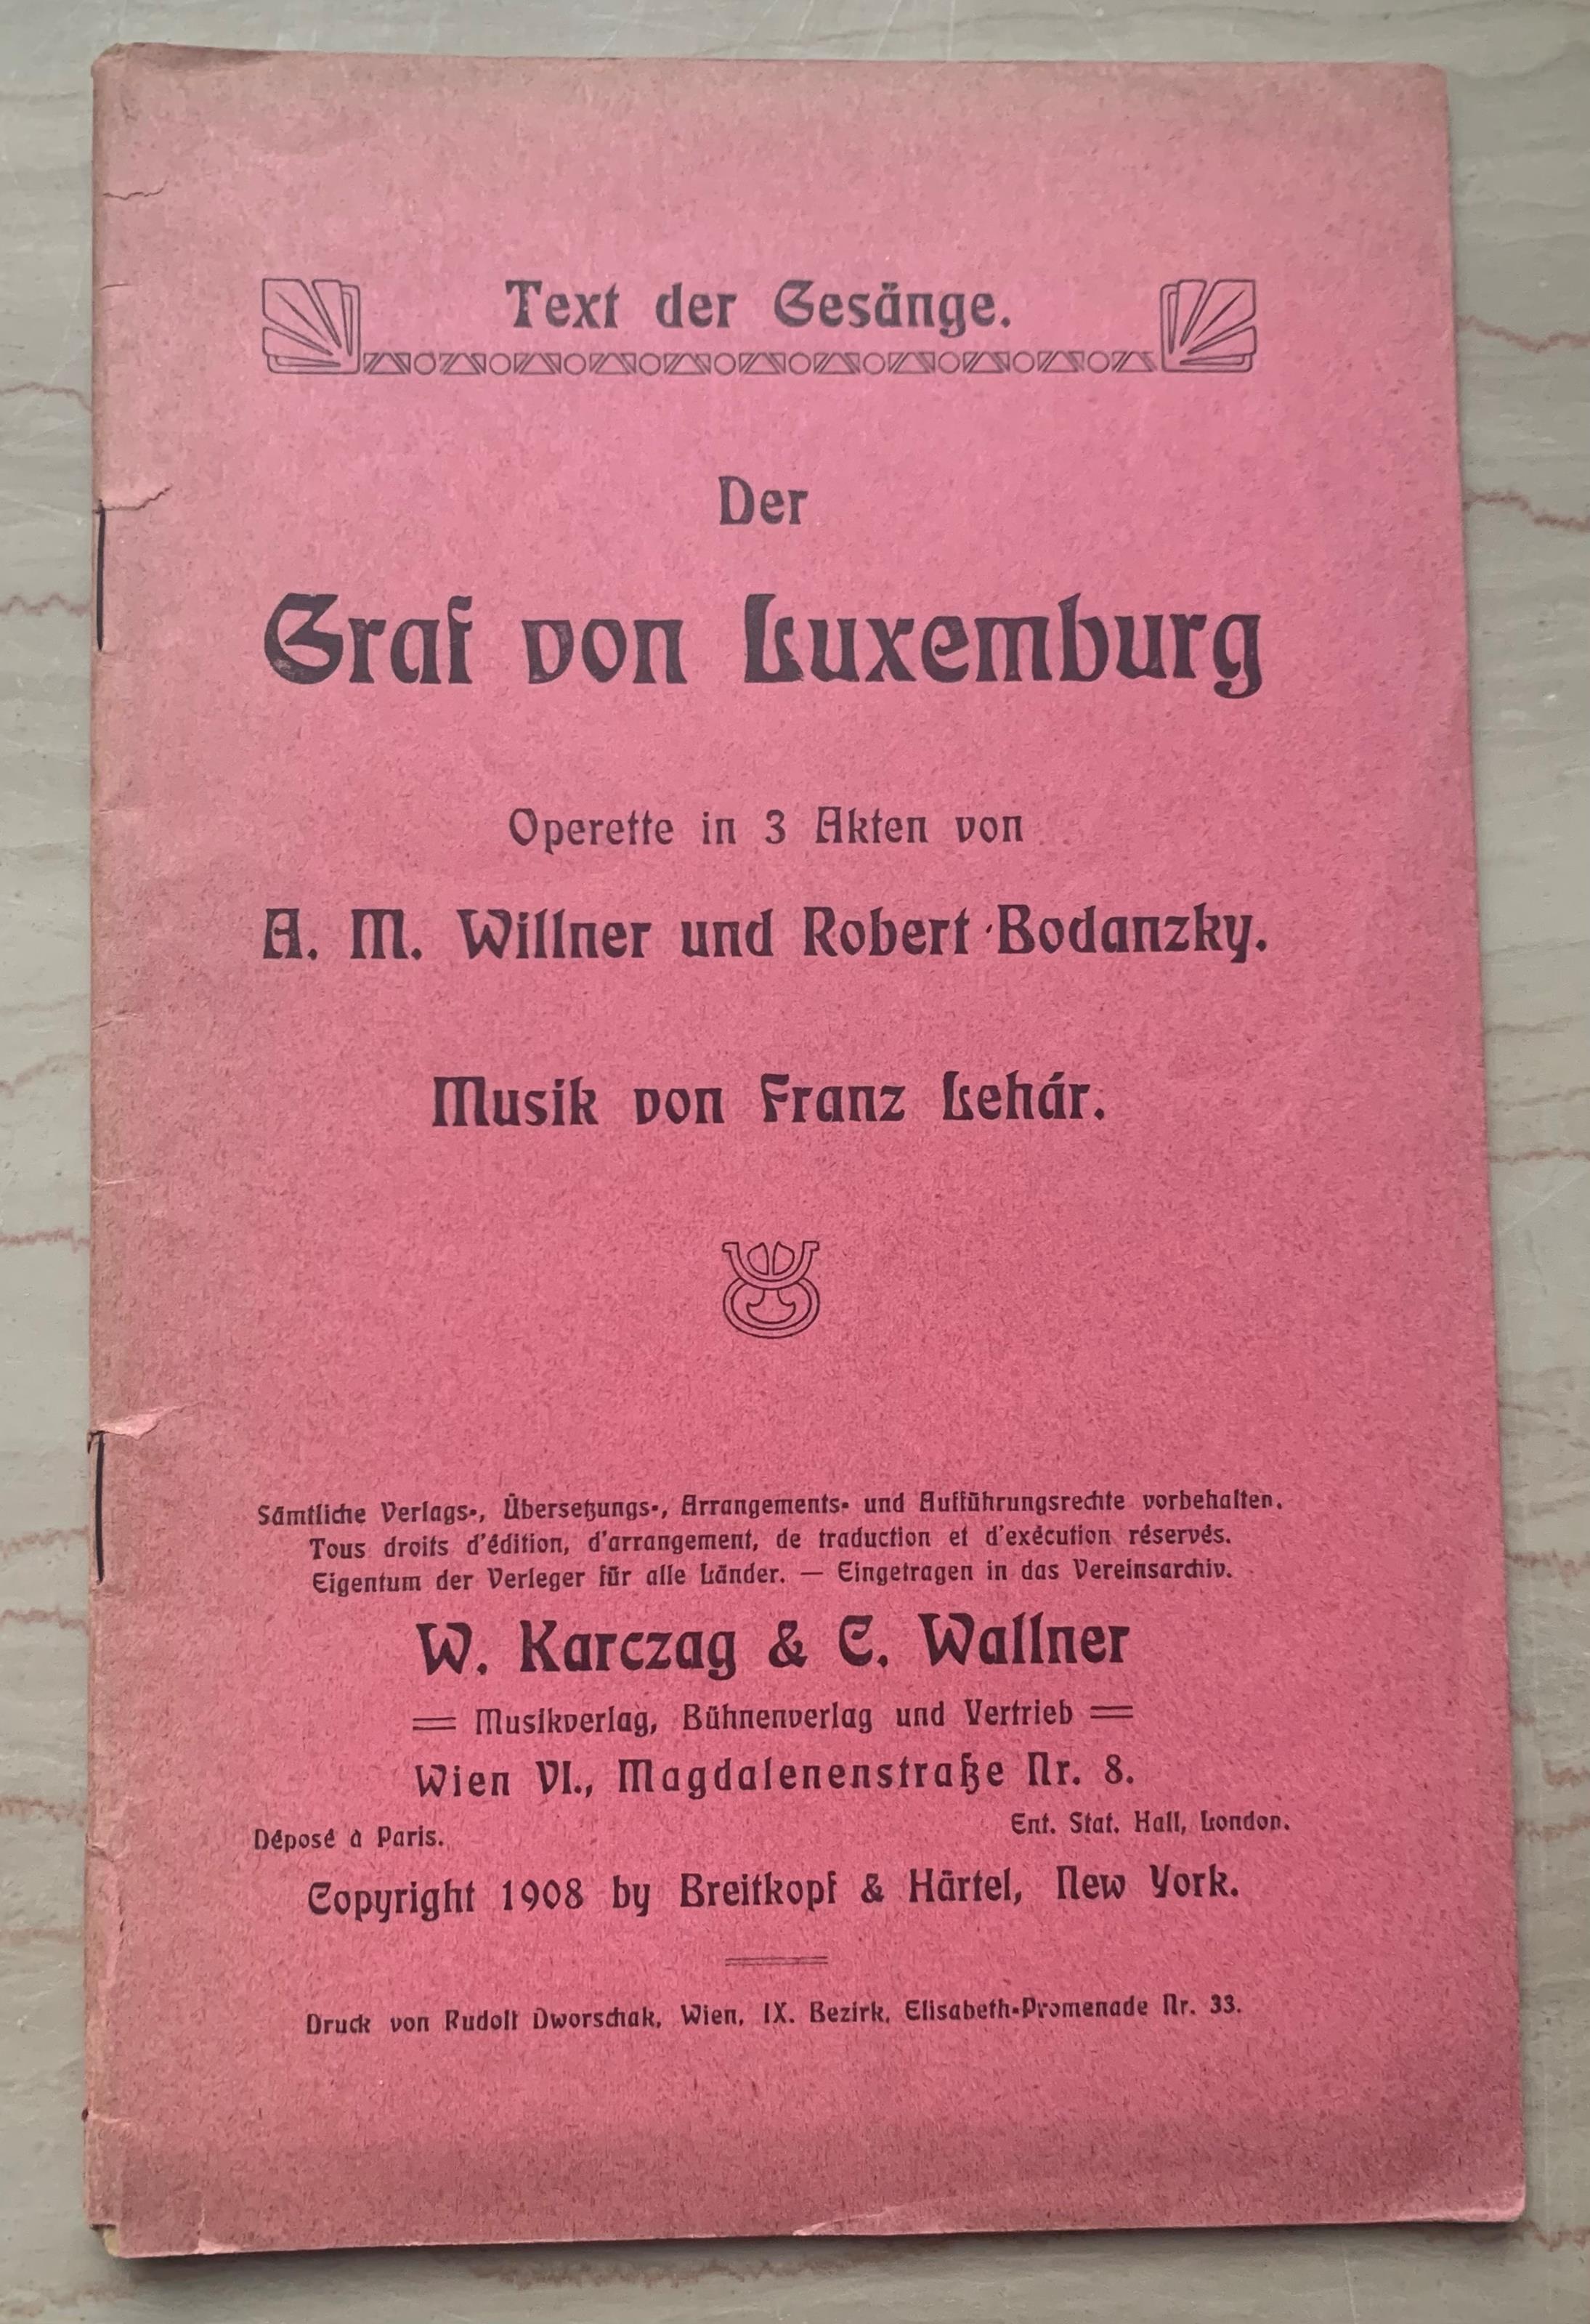 Text der Gesänge.
Der
Graf von Luxemburg
Operette in 3 Akten von
A. M. Willner und Robert Bodanzky.
Musik von Franz Lehár.
Sämtliche Verlags-, Übersetzungs-, Arrangements- und Aufführungsrechte vorbehalten.
Tous droits d'édition, d'arrangement, de traduction et d'exécution réservés.
Eigentum der Verleger für alle Länder. — Eingetragen in das Vereinsarchiv.
W. Karczag & C. Wallner
Musikverlag, Bühnenverlag und Vertrieb
Wien VI., Magdalenenstraße Nr. 8.
Déposé à Paris. Ent. Stat. Hall, London.
Copyright 1908 by Breitkopf & Härtel, New York.
Druck von Rudolf Dworschak, Wien, IX. Bezirk, Elisabeth-Promenade Nr. 33.